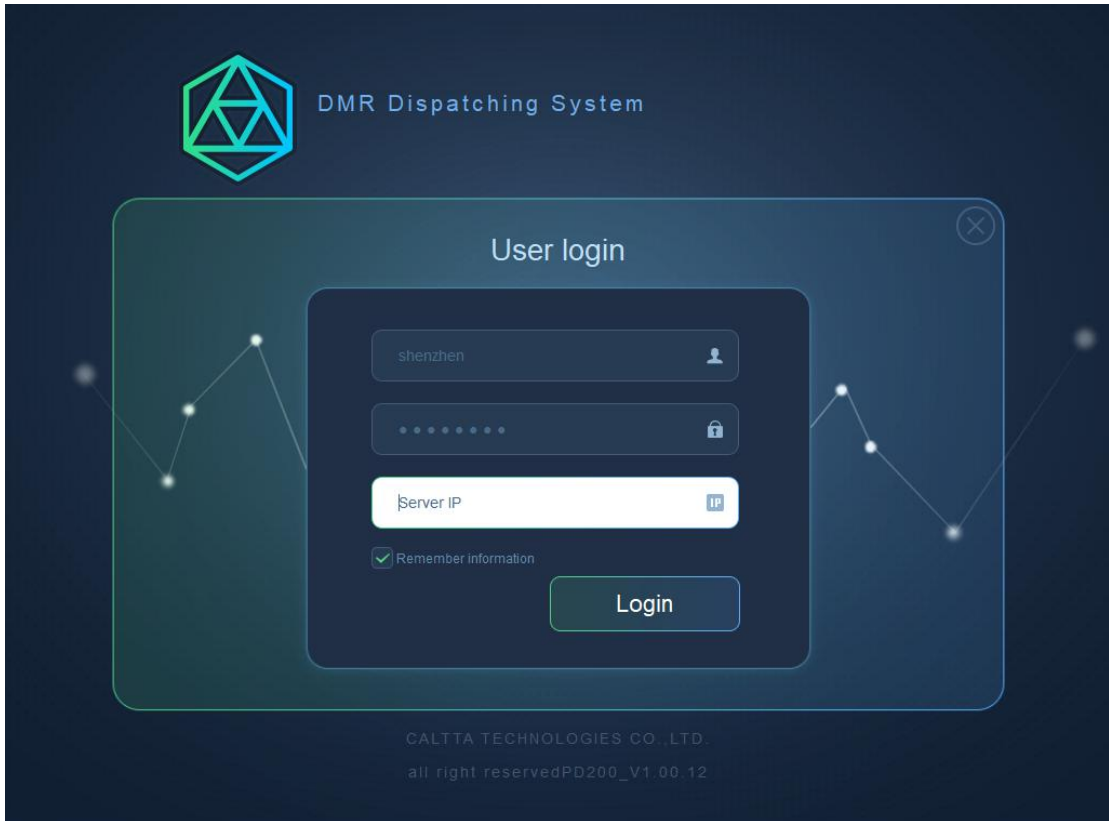 DMR Dispatching System
User login
shenzhen
Server IP
IP
Remember information
Login
CALTTA TECHNOLOGIES CO.,LTD.
all right reservedPD200_V1.00.12